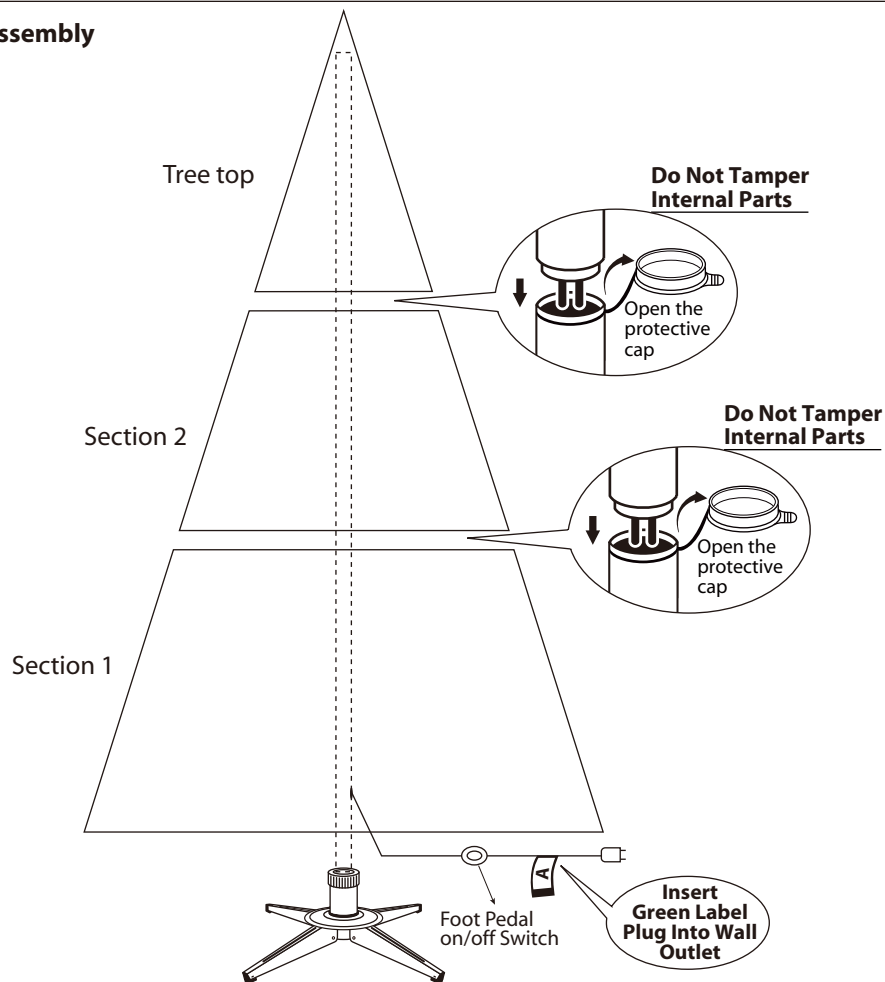 ssembly
Tree top
Do Not Tamper
Internal Parts
Open the
protective
cap
Section 2
Do Not Tamper
Internal Parts
Open the
protective
cap
Section 1
A
Foot Pedal
on/off Switch
Insert
Green Label
Plug Into Wall
Outlet